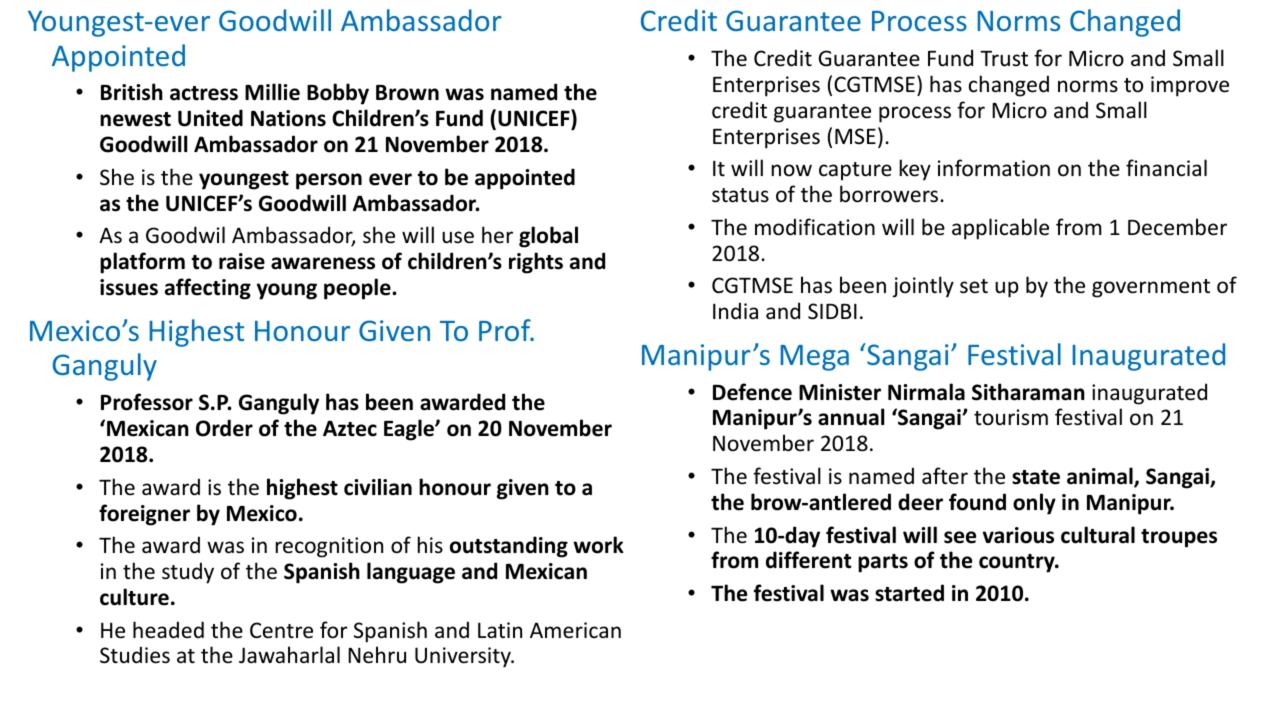 Youngest-ever Goodwill Ambassador
Appointed
• British actress Millie Bobby Brown was named the
newest United Nations Children’s Fund (UNICEF)
Goodwill Ambassador on 21 November 2018.
• She is the youngest person ever to be appointed
as the UNICEF’s Goodwill Ambassador.
• As a Goodwil Ambassador, she will use her global
platform to raise awareness of children’s rights and
issues affecting young people.
Mexico’s Highest Honour Given To Prof.
Ganguly
• Professor S.P. Ganguly has been awarded the
‘Mexican Order of the Aztec Eagle’ on 20 November
2018.
• The award is the highest civilian honour given to a
foreigner by Mexico.
• The award was in recognition of his outstanding work
in the study of the Spanish language and Mexican
culture.
• He headed the Centre for Spanish and Latin American
Studies at the Jawaharlal Nehru University.
Credit Guarantee Process Norms Changed
• The Credit Guarantee Fund Trust for Micro and Small
Enterprises (CGTMSE) has changed norms to improve
credit guarantee process for Micro and Small
Enterprises (MSE).
• It will now capture key information on the financial
status of the borrowers.
• The modification will be applicable from 1 December
2018.
• CGTMSE has been jointly set up by the government of
India and SIDBI.
Manipur’s Mega ‘Sangai’ Festival Inaugurated
• Defence Minister Nirmala Sitharaman inaugurated
Manipur’s annual ‘Sangai’ tourism festival on 21
November 2018.
• The festival is named after the state animal, Sangai,
the brow-antlered deer found only in Manipur.
• The 10-day festival will see various cultural troupes
from different parts of the country.
• The festival was started in 2010.